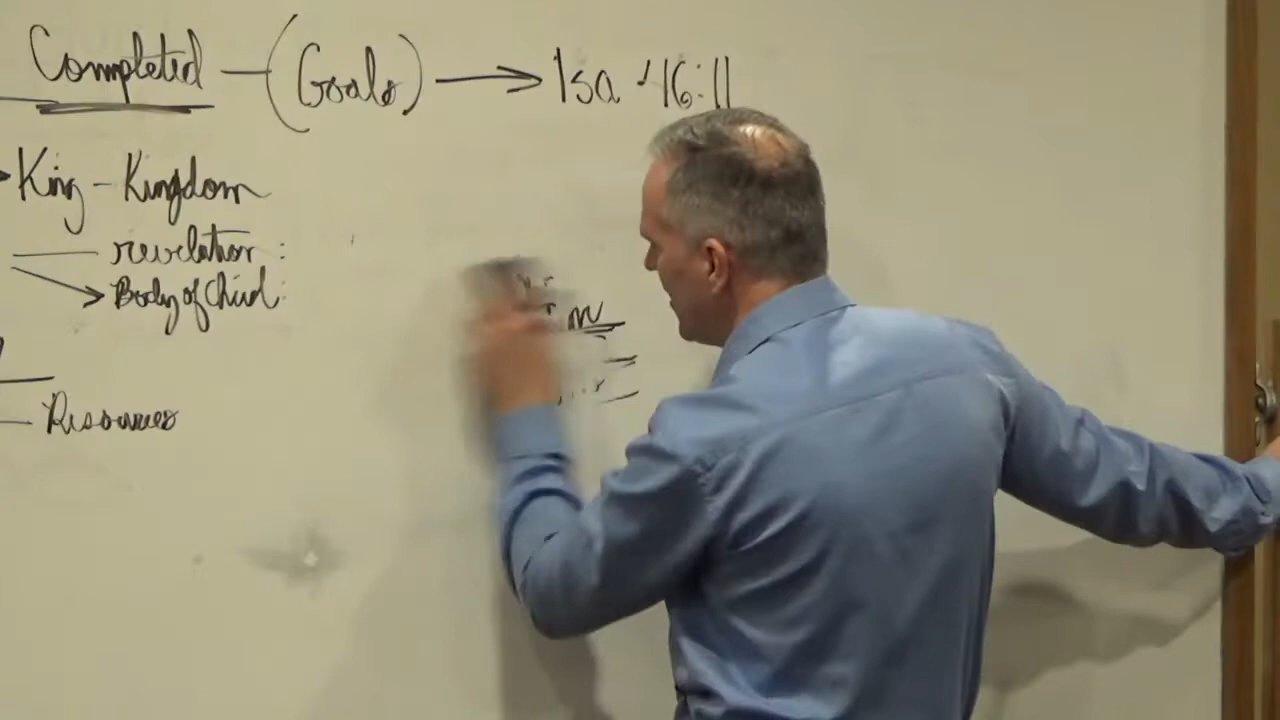 Completed — (Goals) → Isa 46:11
King - Kingdom
revelation:
Body of Christ:
Resources